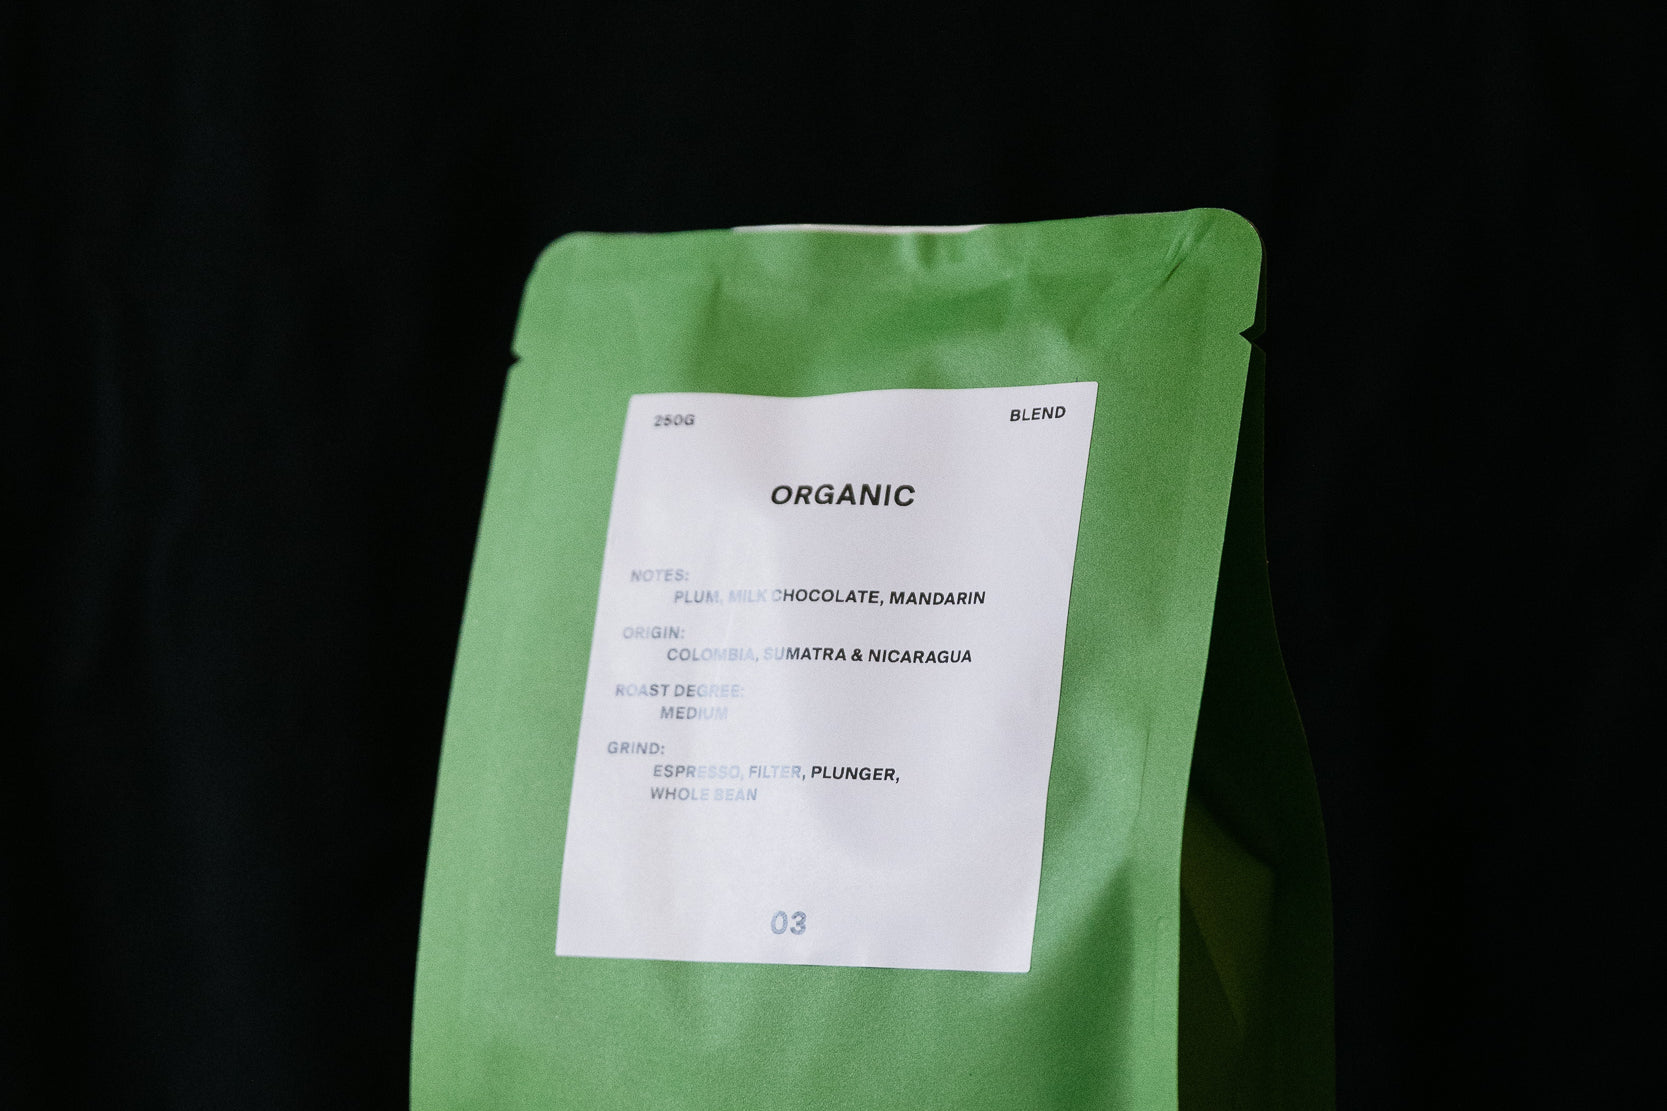 250G
BLEND
ORGANIC
NOTES:
PLUM, MILK CHOCOLATE, MANDARIN
ORIGIN:
COLOMBIA, SUMATRA & NICARAGUA
ROAST DEGREE:
MEDIUM
GRIND:
ESPRESSO, FILTER, PLUNGER,
WHOLE BEAN
03